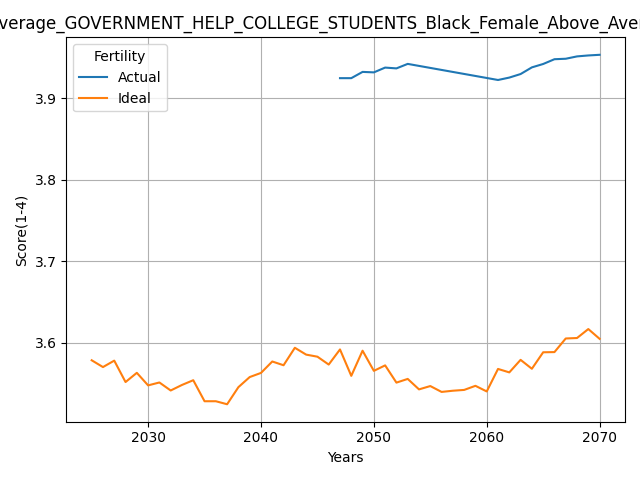 verage_GOVERNMENT_HELP_COLLEGE_STUDENTS_Black_Female_Above_Aver
Fertility
Actual
Ideal
Score(1-4)
3.9
3.8
3.7
3.6
2030 2040 2050 2060 2070
Years